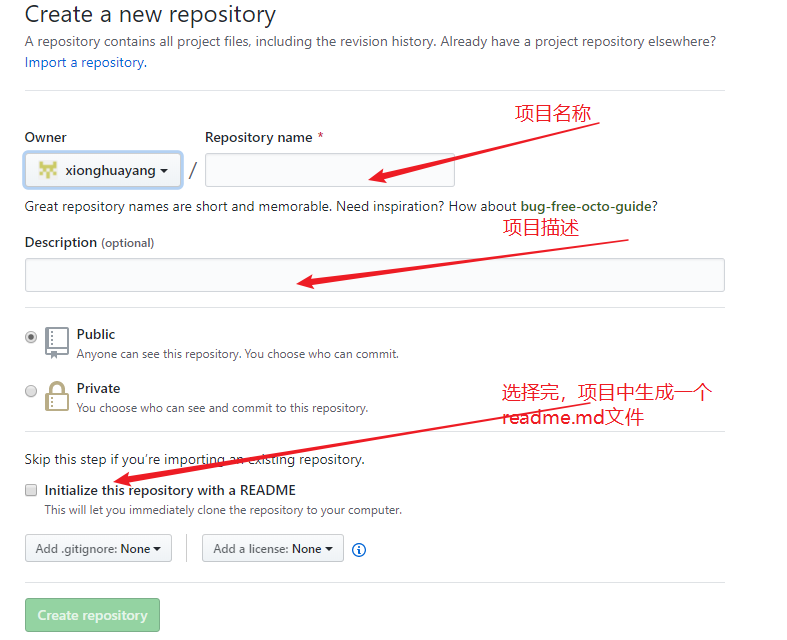 Create a new repository
A repository contains all project files, including the revision history. Already have a project repository elsewhere?
Import a repository.
项目名称
Owner
Repository name *
xionghuayang
/
Great repository names are short and memorable. Need inspiration? How about bug-free-octo-guide?
项目描述
Description (optional)
Public
Anyone can see this repository. You choose who can commit.
Private
You choose who can see and commit to this repository.
选择完，项目中生成一个
readme.md文件
Skip this step if you're importing an existing repository.
Initialize this repository with a README
This will let you immediately clone the repository to your computer.
Add .gitignore: None
Add a license: None
Create repository